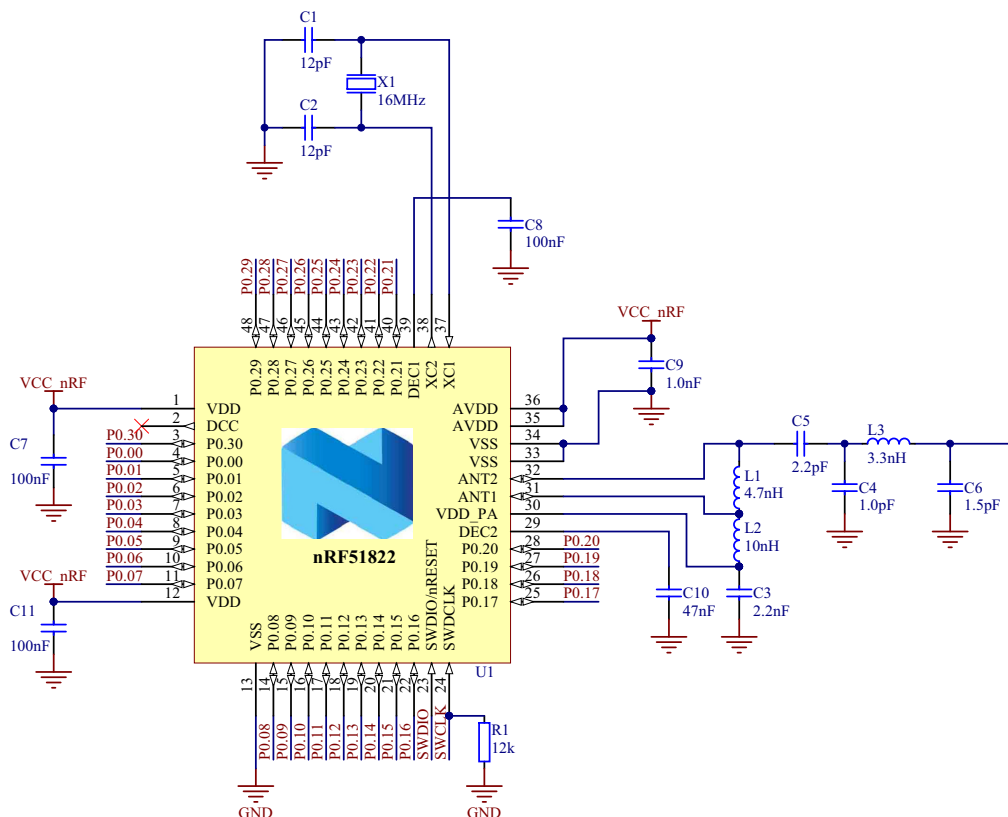 C1
12pF
X1
16MHz
C2
12pF
C8
100nF
P0.29
P0.28
P0.27
P0.26
P0.25
P0.24
P0.23
P0.22
P0.21
48
47
46
45
44
43
42
41
40
39
38
37
P0.29
P0.28
P0.27
P0.26
P0.25
P0.24
P0.23
P0.22
P0.21
DEC1
XC2
XC1
VCC_nRF
C9
1.0nF
VCC_nRF
C7
100nF
1 VDD
2 DCC
P0.30 3 P0.30
P0.00 4 P0.00
P0.01 5 P0.01
P0.02 6 P0.02
P0.03 7 P0.03
P0.04 8 P0.04
P0.05 9 P0.05
P0.06 10 P0.06
P0.07 11 P0.07
12 VDD
VCC_nRF
C11
100nF
nRF51822
AVDD 36
AVDD 35
VSS 34
VSS 33
ANT2 32
ANT1 31
VDD_PA 30
DEC2 29
P0.20 28 P0.20
P0.19 27 P0.19
P0.18 26 P0.18
P0.17 25 P0.17
C5
2.2pF
L3
3.3nH
L1
4.7nH
C4
1.0pF
C6
1.5pF
L2
10nH
C10
47nF
C3
2.2nF
VSS
P0.08
P0.09
P0.10
P0.11
P0.12
P0.13
P0.14
P0.15
P0.16
SWDIO/nRESET
SWDCLK
U1
13
14
15
16
17
18
19
20
21
22
23
24
P0.08
P0.09
P0.10
P0.11
P0.12
P0.13
P0.14
P0.15
P0.16
SWDIO
SWCLK
R1
12k
GND
GND